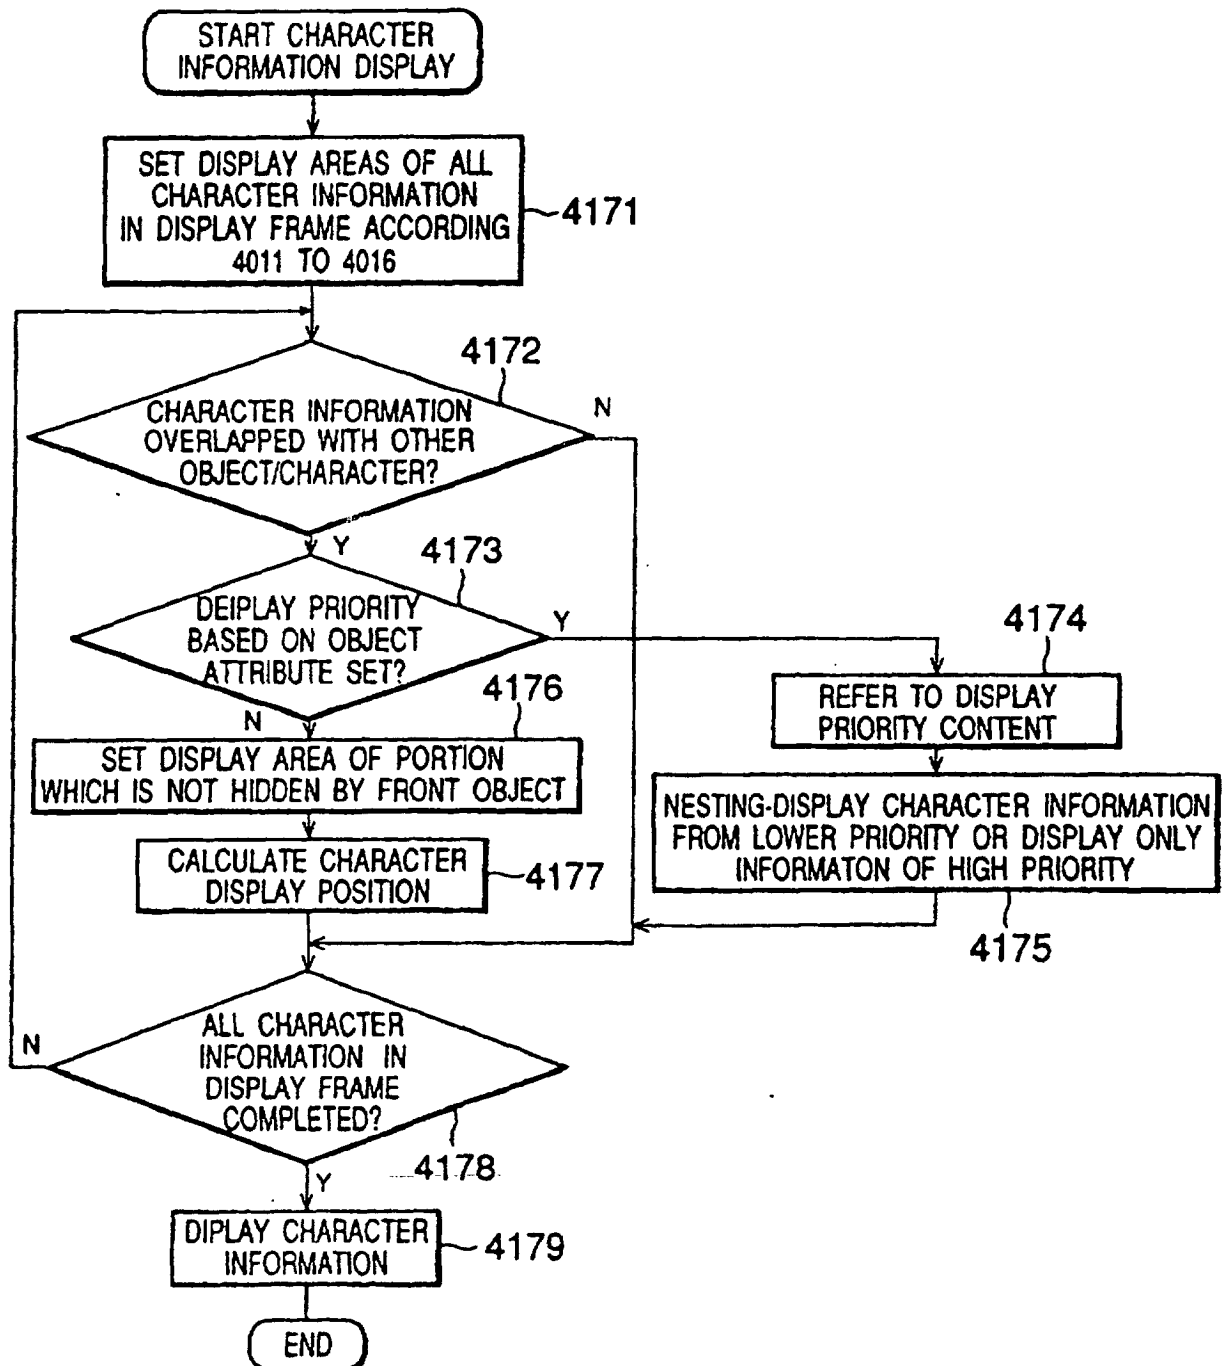 START CHARACTER
INFORMATION DISPLAY
SET DISPLAY AREAS OF ALL
CHARACTER INFORMATION
IN DISPLAY FRAME ACCORDING
4011 TO 4016
4171
4172
CHARACTER INFORMATION
OVERLAPPED WITH OTHER
OBJECT/CHARACTER?
N
Y
4173
DEIPLAY PRIORITY
BASED ON OBJECT
ATTRIBUTE SET?
Y
N
4174
REFER TO DISPLAY
PRIORITY CONTENT
4176
SET DISPLAY AREA OF PORTION
WHICH IS NOT HIDDEN BY FRONT OBJECT
NESTING-DISPLAY CHARACTER INFORMATION
FROM LOWER PRIORITY OR DISPLAY ONLY
INFORMATON OF HIGH PRIORITY
4175
CALCULATE CHARACTER
DISPLAY POSITION
4177
ALL CHARACTER
INFORMATION IN
DISPLAY FRAME
COMPLETED?
N
4178
Y
DIPLAY CHARACTER
INFORMATION
4179
END